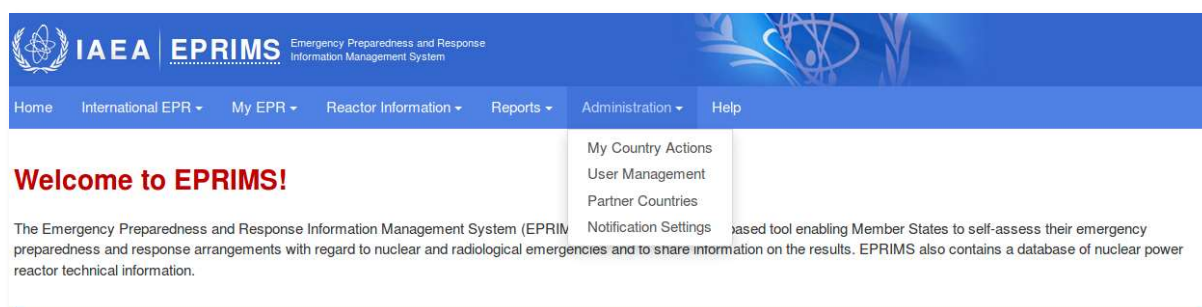 IAEA EPRIMS Emergency Preparedness and Response
Information Management System
Home International EPR My EPR Reactor Information Reports Administration Help
My Country Actions
User Management
Partner Countries
Notification Settings
Welcome to EPRIMS!
The Emergency Preparedness and Response Information Management System (EPRIM based tool enabling Member States to self-assess their emergency
preparedness and response arrangements with regard to nuclear and radiological emergencies and to share information on the results. EPRIMS also contains a database of nuclear power
reactor technical information.